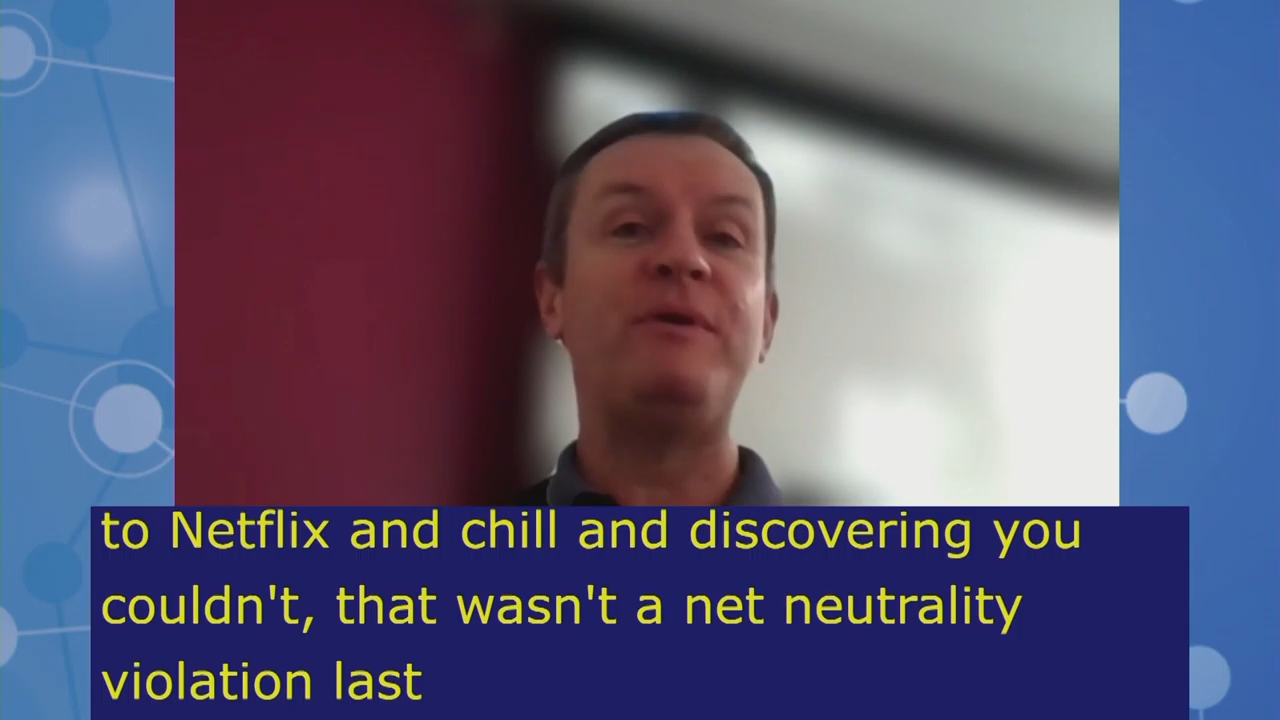 to Netflix and chill and discovering you
couldn't, that wasn't a net neutrality
violation last